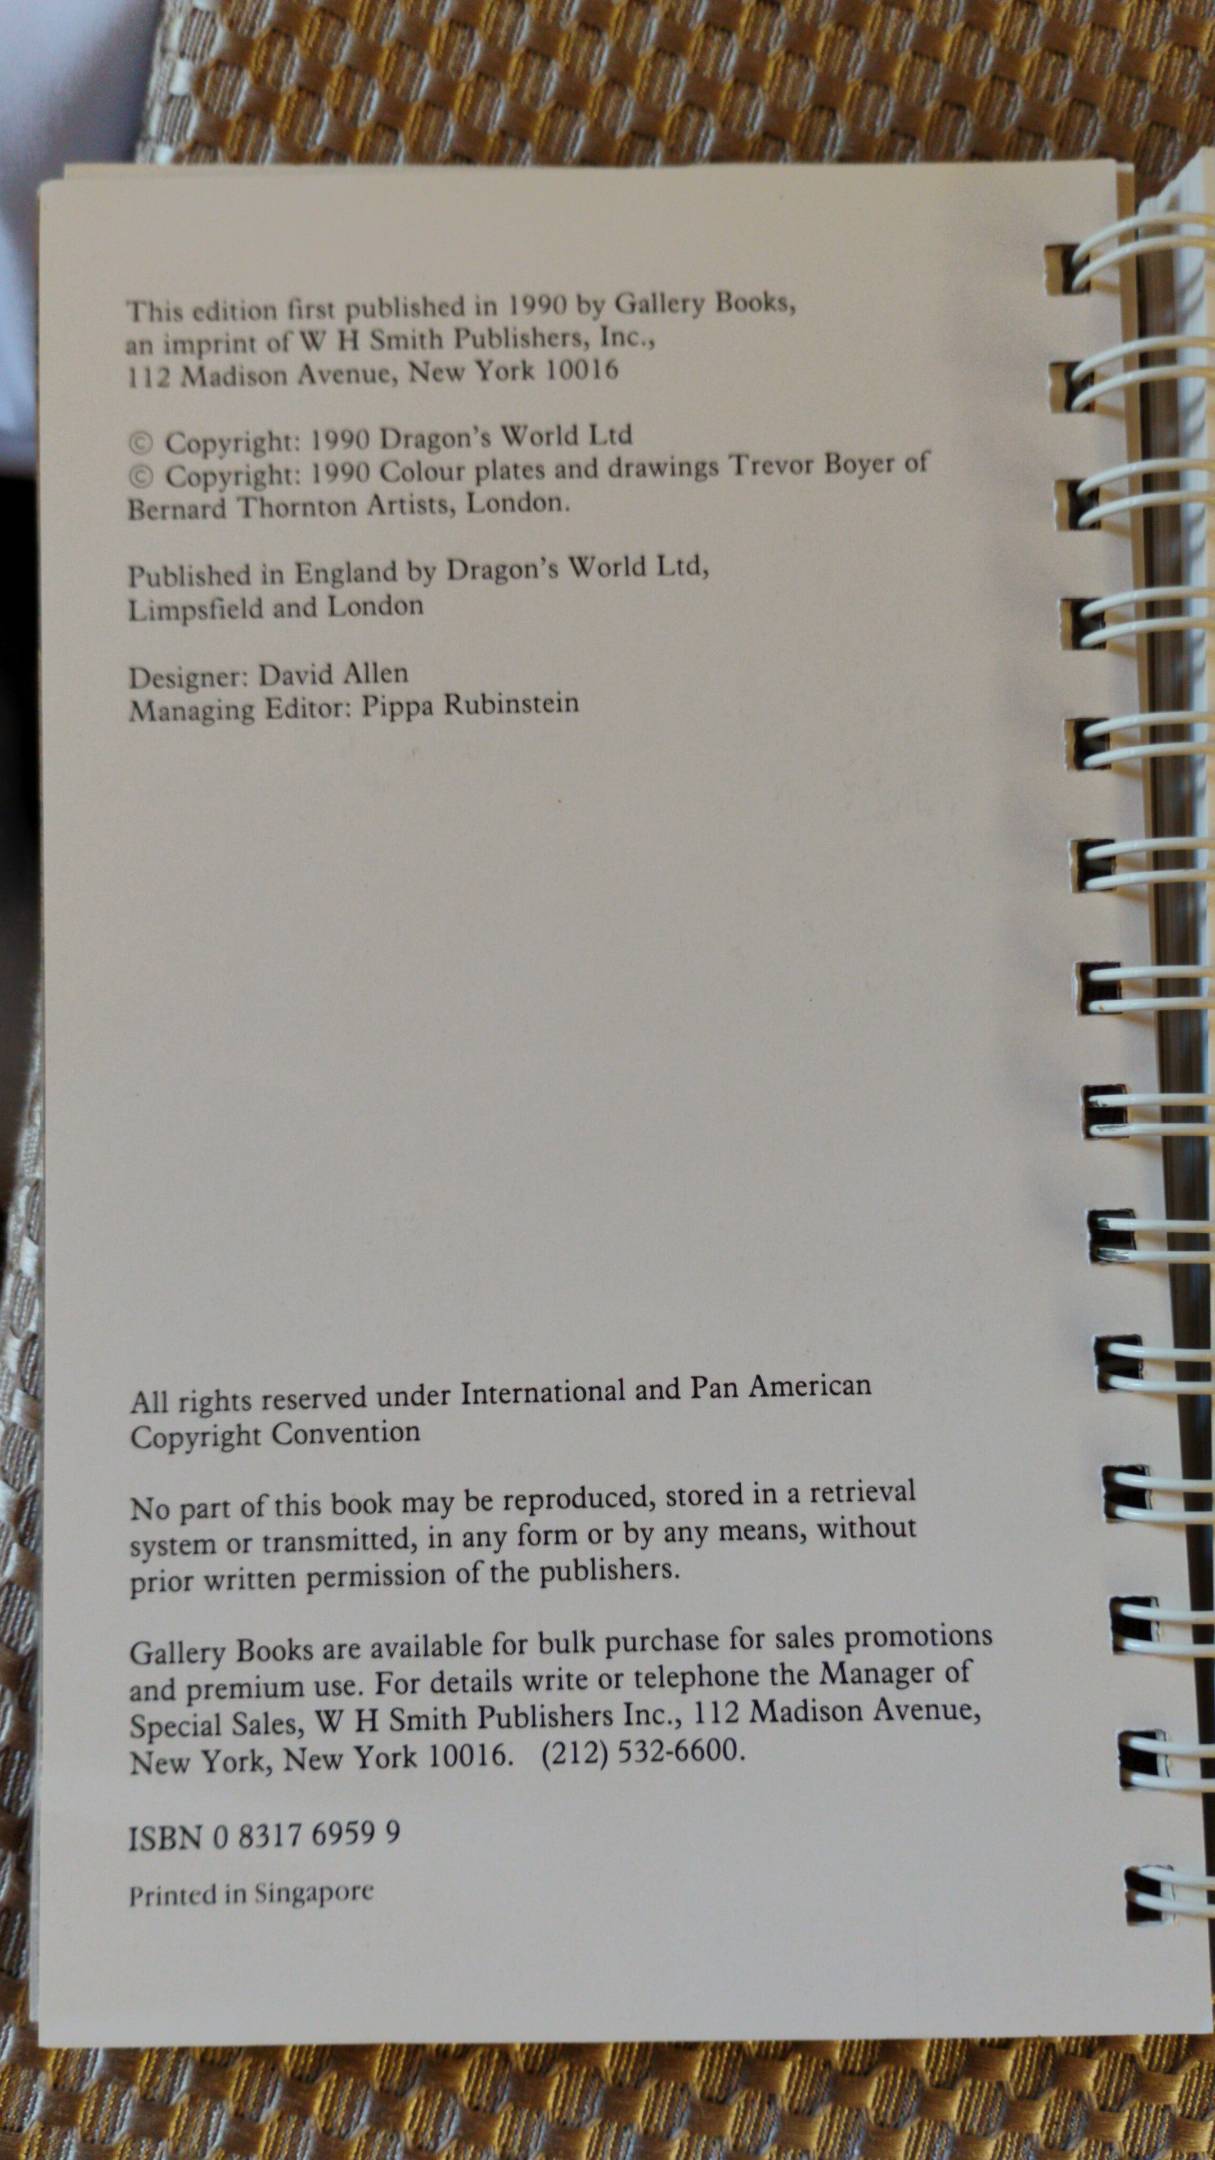 This edition first published in 1990 by Gallery Books,
an imprint of W H Smith Publishers, Inc.,
112 Madison Avenue, New York 10016
© Copyright: 1990 Dragon's World Ltd
© Copyright: 1990 Colour plates and drawings Trevor Boyer of
Bernard Thornton Artists, London.
Published in England by Dragon's World Ltd,
Limpsfield and London
Designer: David Allen
Managing Editor: Pippa Rubinstein
All rights reserved under International and Pan American
Copyright Convention
No part of this book may be reproduced, stored in a retrieval
system or transmitted, in any form or by any means, without
prior written permission of the publishers.
Gallery Books are available for bulk purchase for sales promotions
and premium use. For details write or telephone the Manager of
Special Sales, W H Smith Publishers Inc., 112 Madison Avenue,
New York, New York 10016. (212) 532-6600.
ISBN 0 8317 6959 9
Printed in Singapore